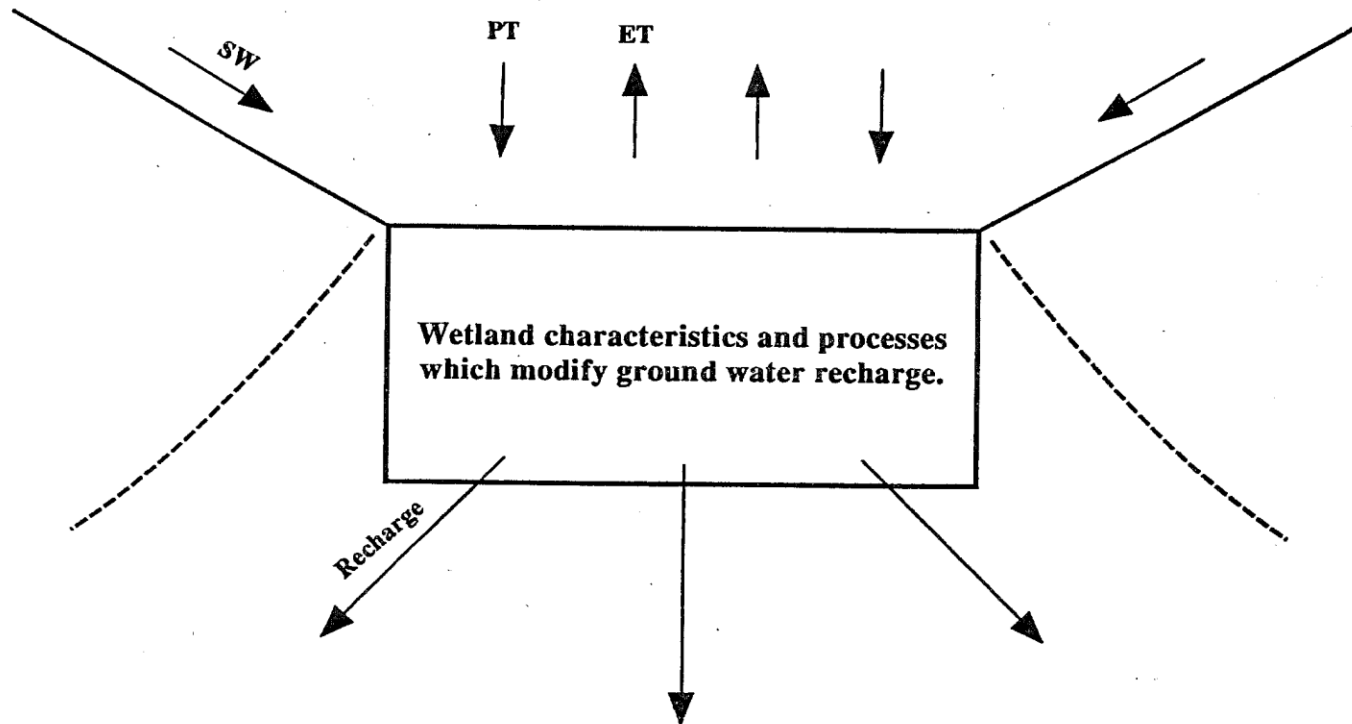 SW
PT
ET
Wetland characteristics and processes
which modify ground water recharge.
Recharge